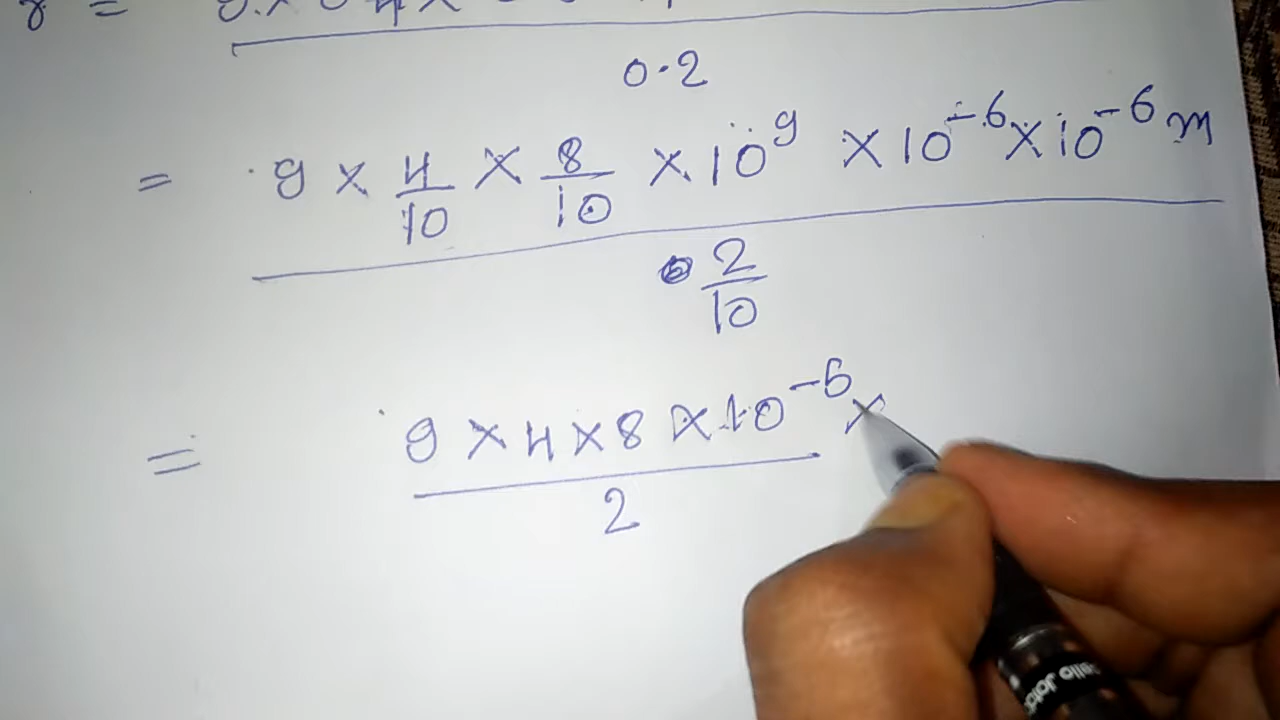 γ =
0.2
= 9 × 4/10 × 8/10 × 10^9 × 10^-6 × 10^-6 m
2/10
= 9 × 4 × 8 × 10^-6 ×
2